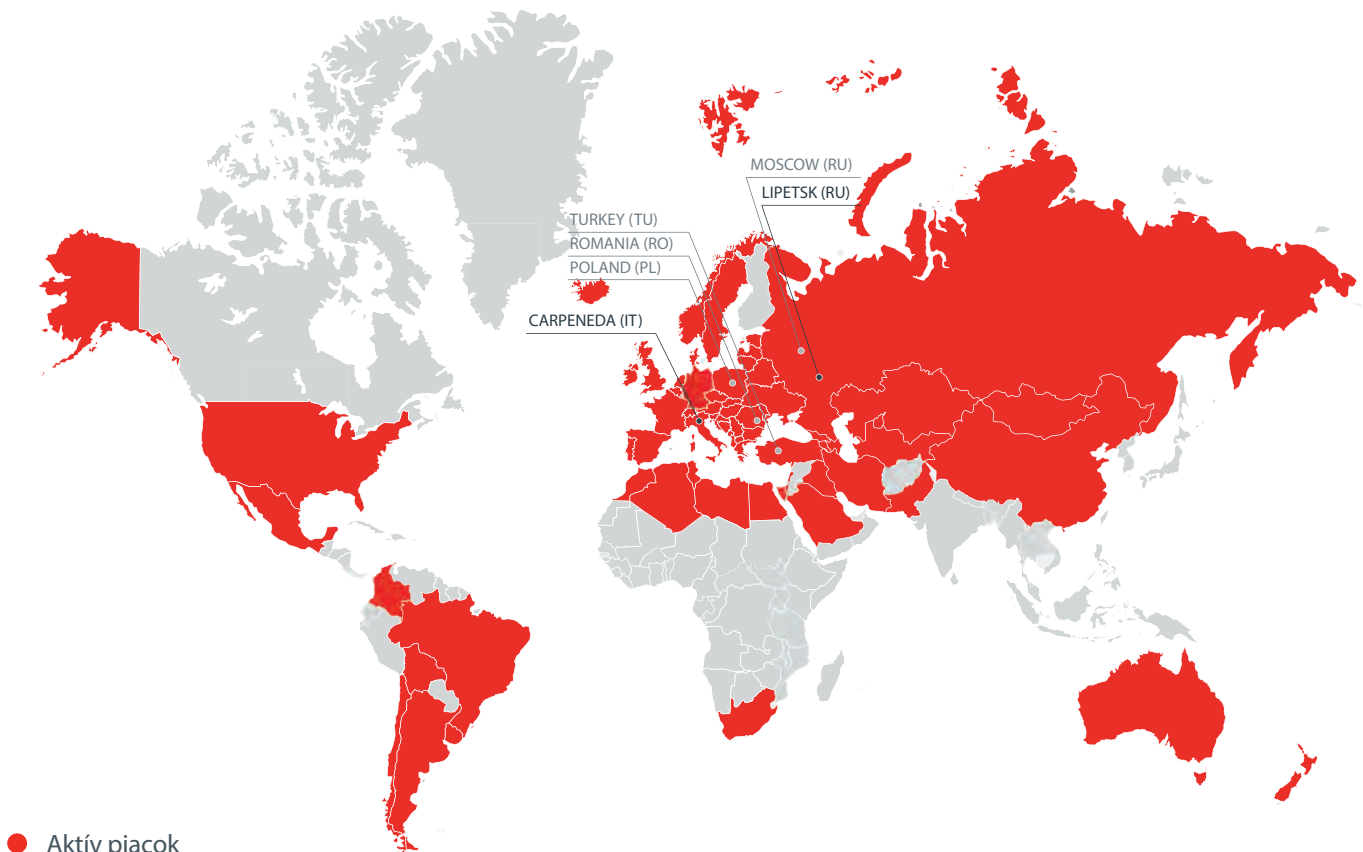 MOSCOW (RU)
LIPETSK (RU)
TURKEY (TU)
ROMANIA (RO)
POLAND (PL)
CARPENEDA (IT)
Aktív piacok